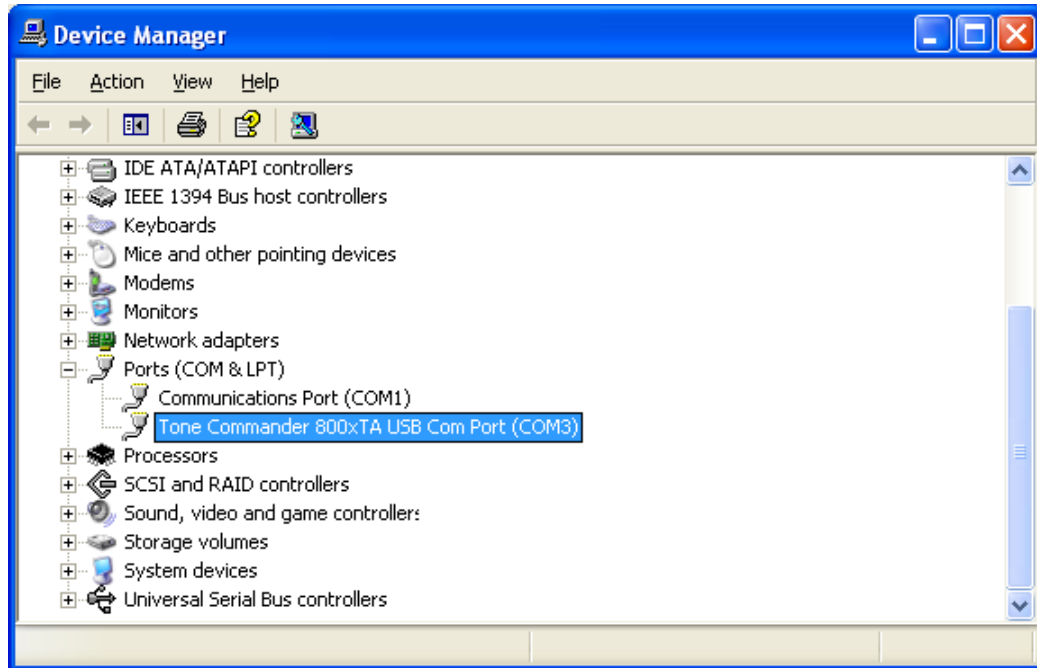 Device Manager
File Action View Help
IDE ATA/ATAPI controllers
IEEE 1394 Bus host controllers
Keyboards
Mice and other pointing devices
Modems
Monitors
Network adapters
Ports (COM & LPT)
Communications Port (COM1)
Tone Commander 800xTA USB Com Port (COM3)
Processors
SCSI and RAID controllers
Sound, video and game controllers
Storage volumes
System devices
Universal Serial Bus controllers